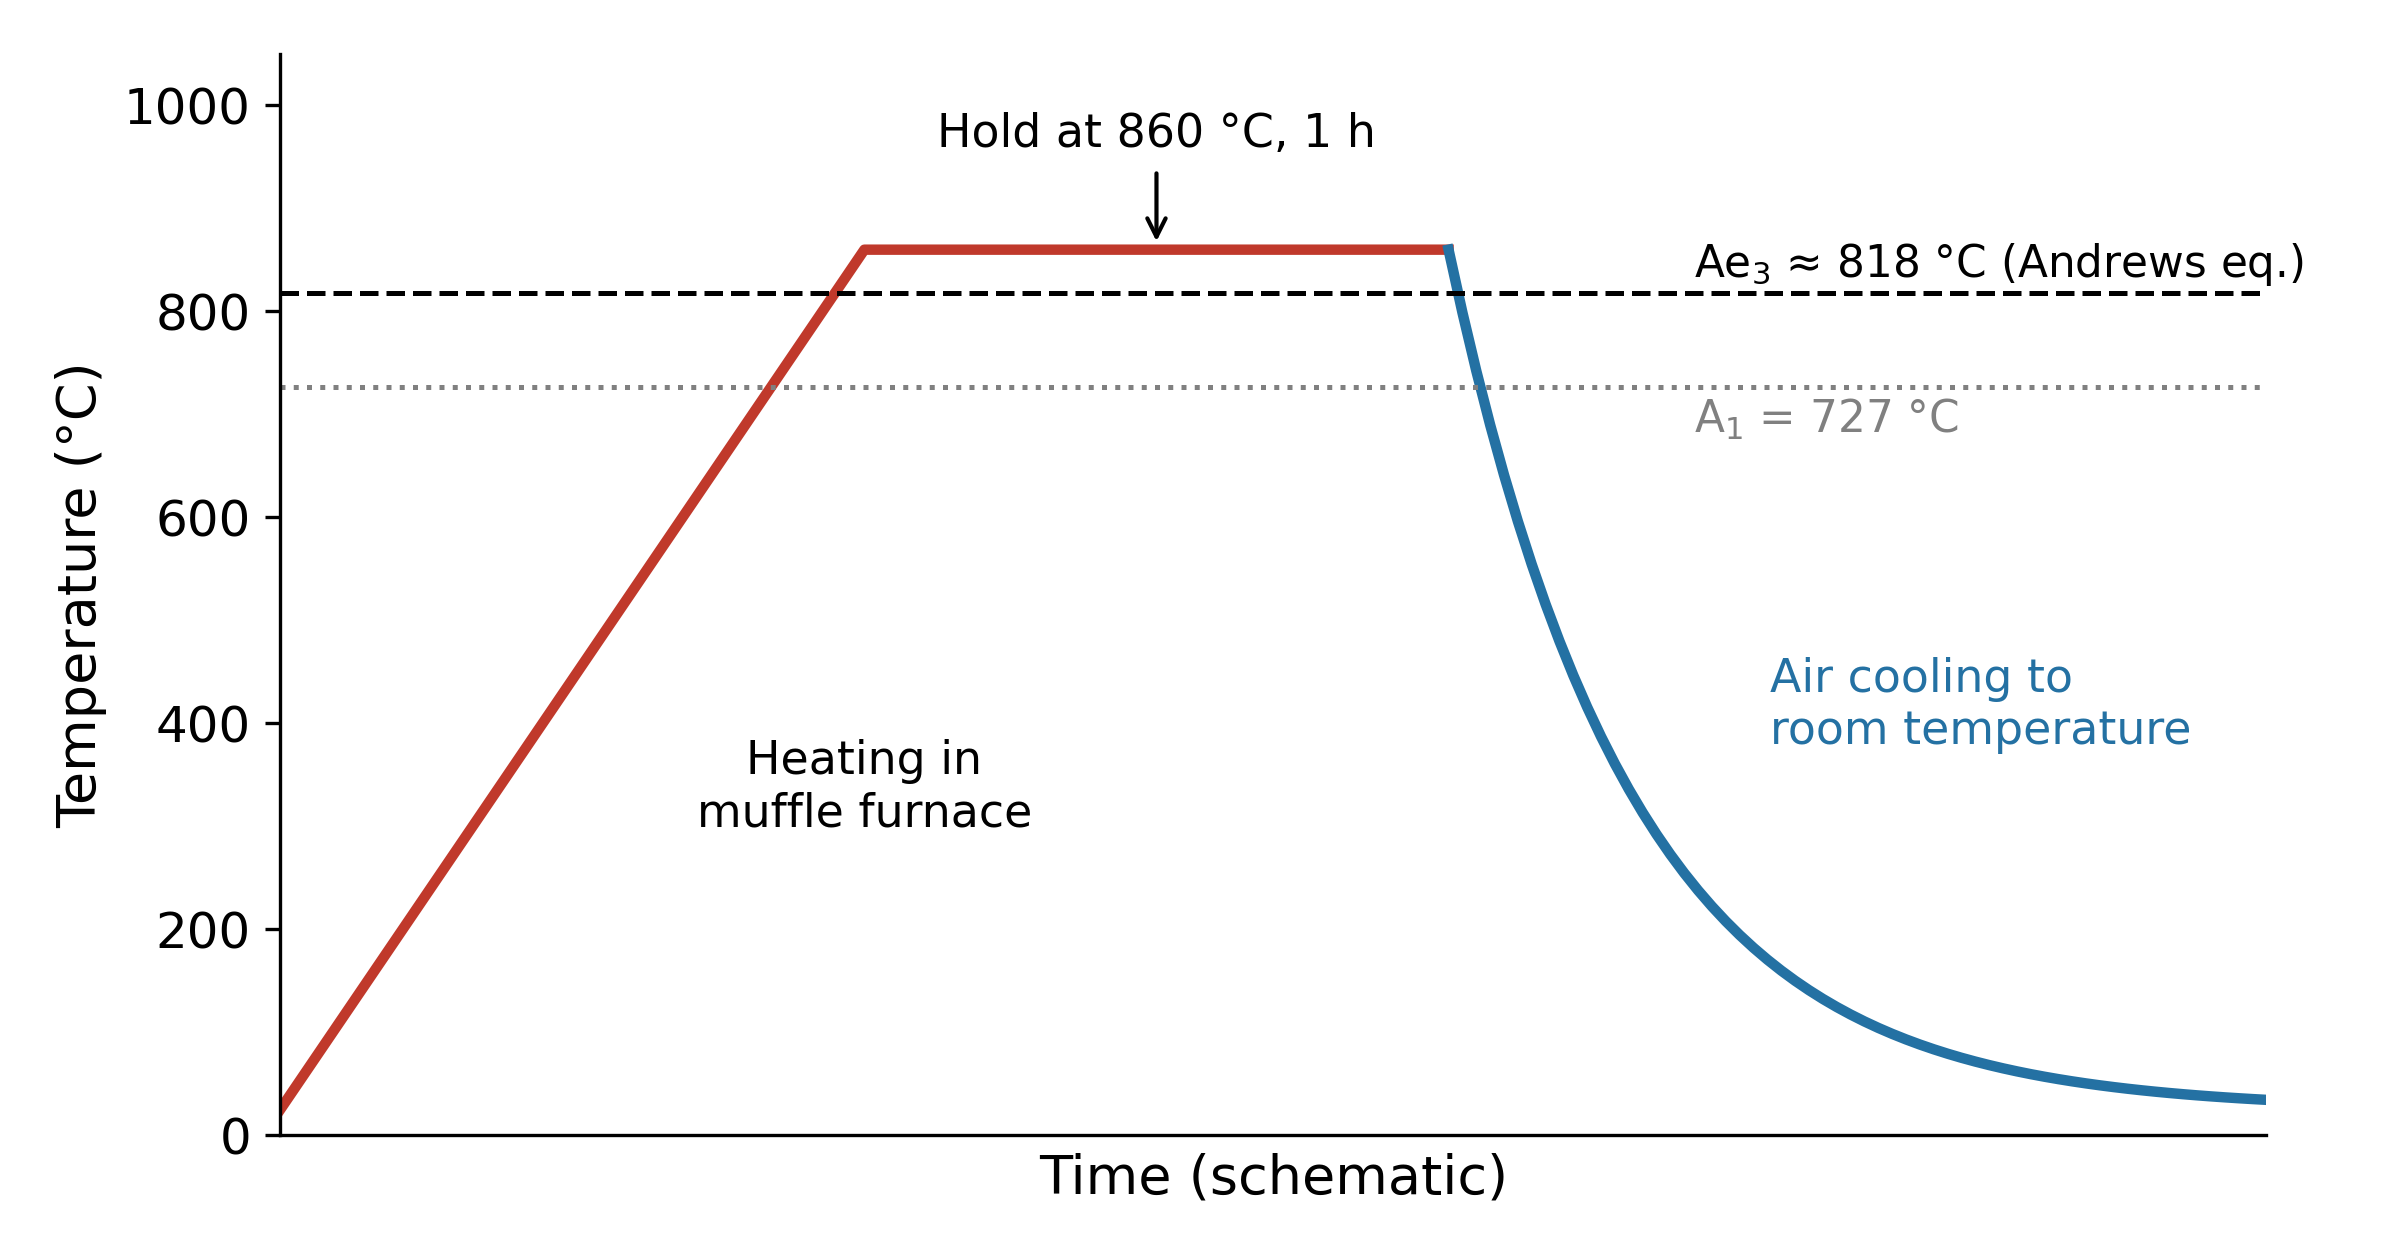 1000
Hold at 860 °C, 1 h
Ae₃ ≈ 818 °C (Andrews eq.)
800
A₁ = 727 °C
600
Temperature (°C)
Air cooling to
room temperature
400
Heating in
muffle furnace
200
0
Time (schematic)